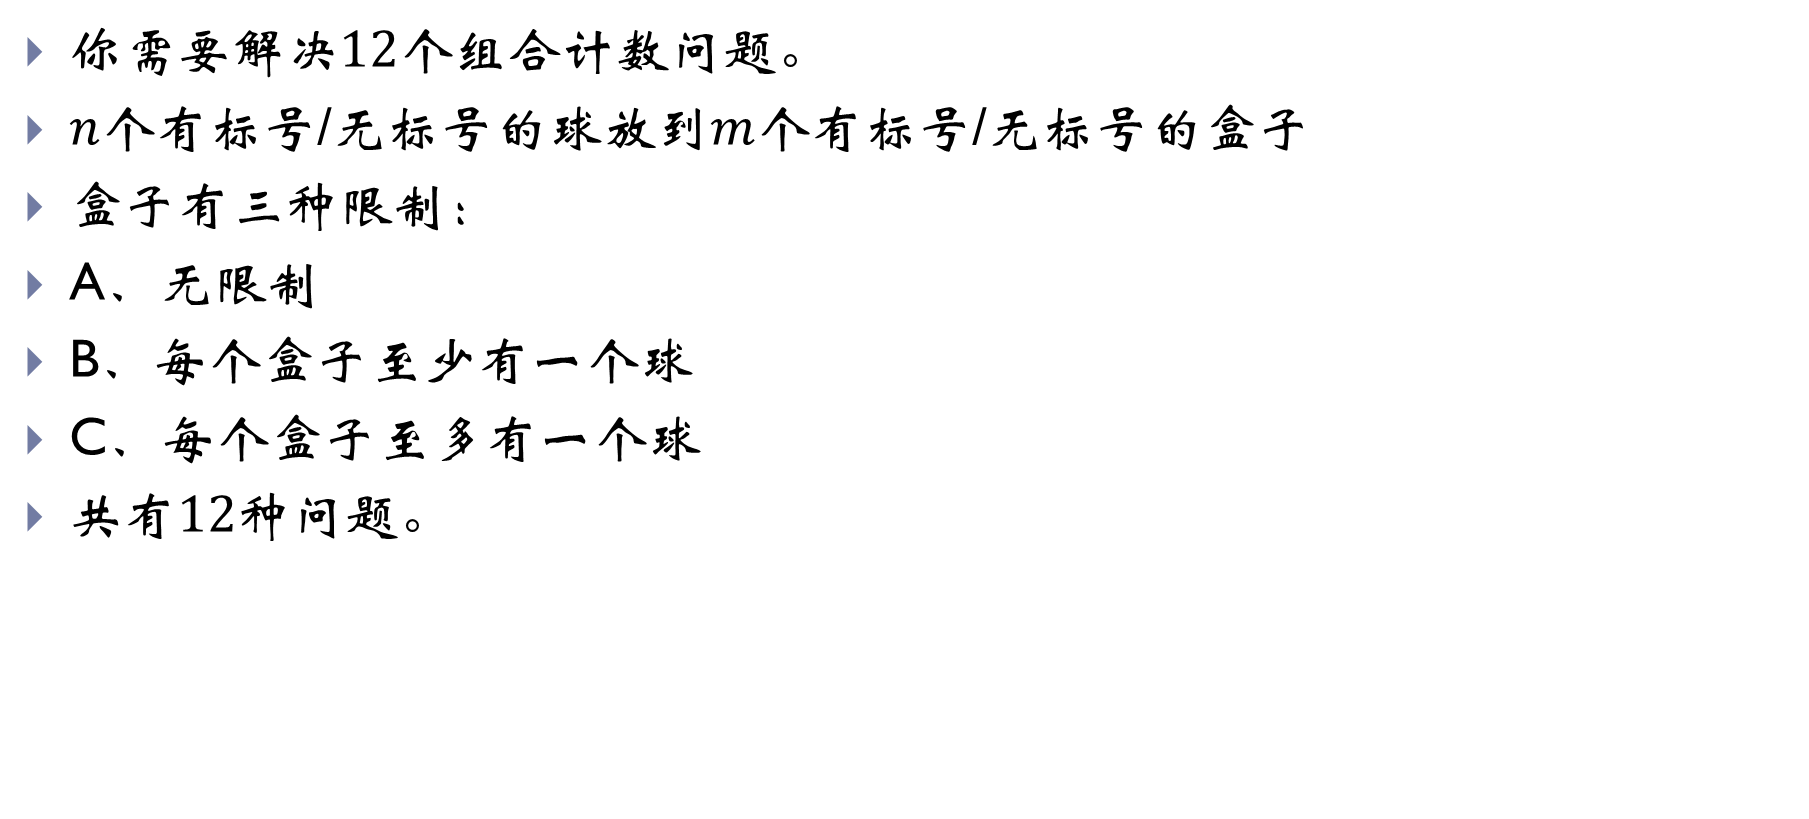 你需要解决12个组合计数问题。
n个有标号/无标号的球放到m个有标号/无标号的盒子
盒子有三种限制：
A、无限制
B、每个盒子至少有一个球
C、每个盒子至多有一个球
共有12种问题。